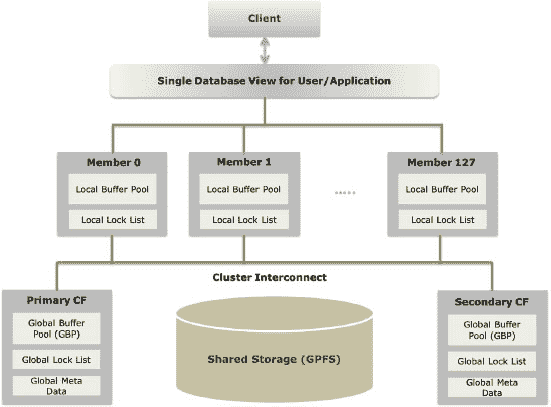 Client
Single Database View for User/Application
Member 0
Local Buffer Pool
Local Lock List
Member 1
Local Buffer Pool
Local Lock List
.....
Member 127
Local Buffer Pool
Local Lock List
Cluster Interconnect
Primary CF
Global Buffer
Pool (GBP)
Global Lock List
Global Meta
Data
Shared Storage (GPFS)
Secondary CF
Global Buffer
Pool (GBP)
Global Lock List
Global Meta
Data